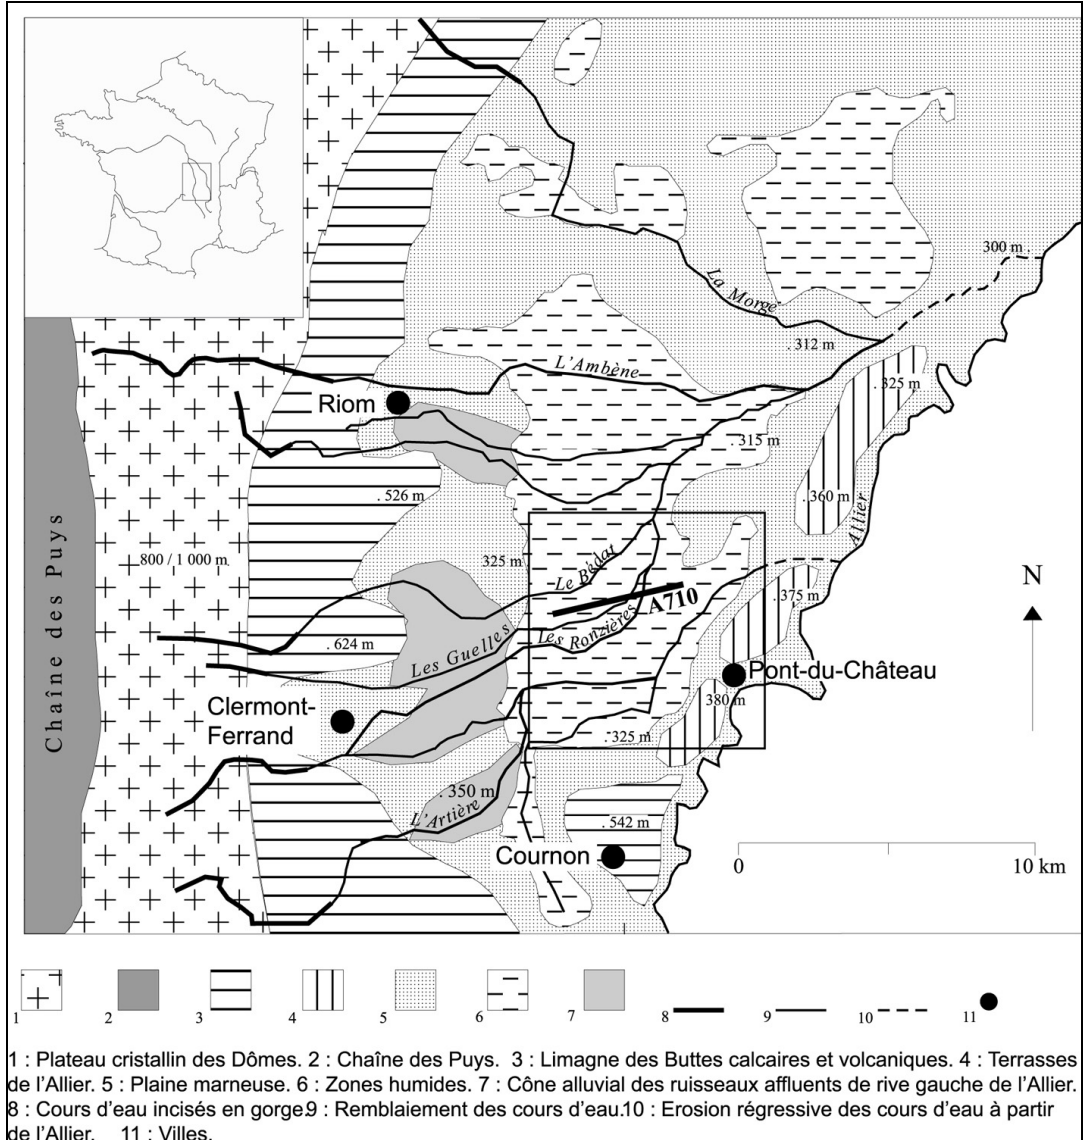 300 m .
La Morge
. 312 m
L'Ambène
. 325 m
Riom
. 315 m
. 526 m
. 360 m
Allier
Chaîne des Puys
800 / 1 000 m.
325 m
Le Bédat
N
. 375 m
A710
Les Ronzières
. 624 m
Les Guelles
Pont-du-Château
Clermont-
Ferrand
380 m
. 325 m
. 350 m
L'Artière
. 542 m
Cournon
0 10 km
1 2 3 4 5 6 7 8 9 10 11
1 : Plateau cristallin des Dômes. 2 : Chaîne des Puys. 3 : Limagne des Buttes calcaires et volcaniques. 4 : Terrasses
de l'Allier. 5 : Plaine marneuse. 6 : Zones humides. 7 : Cône alluvial des ruisseaux affluents de rive gauche de l'Allier.
8 : Cours d'eau incisés en gorge.9 : Remblaiement des cours d'eau.10 : Erosion régressive des cours d'eau à partir
de l'Allier. 11 : Villes.